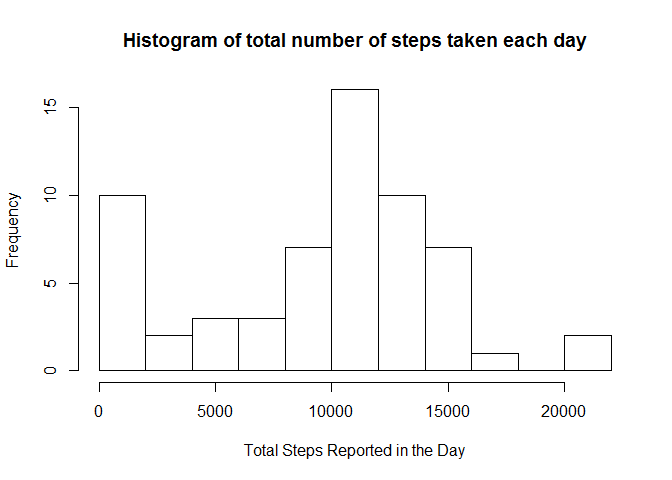 Histogram of total number of steps taken each day
Frequency
15
10
5
0
0 5000 10000 15000 20000
Total Steps Reported in the Day